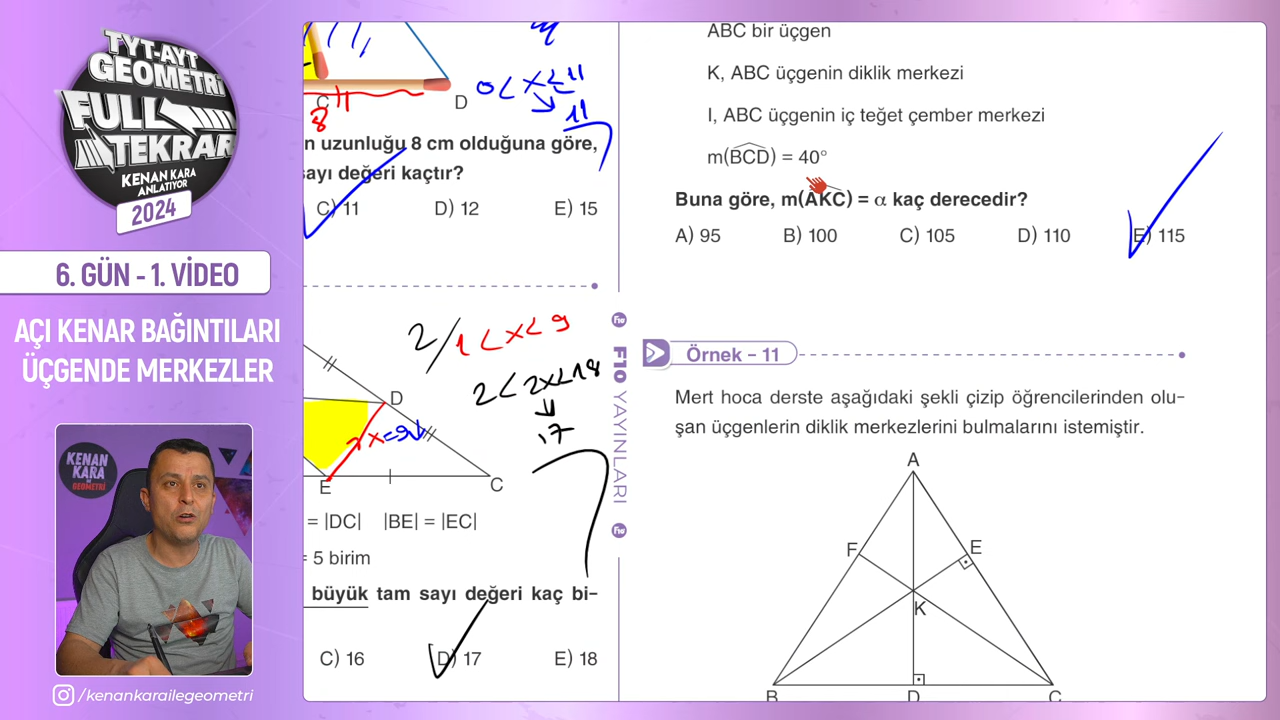 TYT-AYT
GEOMETRİ
FULL
TEKRAR
KENAN KARA
ANLATIYOR
2024
6. GÜN - 1. VİDEO
AÇI KENAR BAĞINTILARI
ÜÇGENDE MERKEZLER
KENAN
KARA
İLE
GEOMETRİ
/kenankarailegeometri
C
D
8
0 < x < 11
11
n uzunluğu 8 cm olduğuna göre,
sayı değeri kaçtır?
C) 11 D) 12 E) 15
2/1 < x < 9
2 < 2x < 18
17
D
E
C
= |DC| |BE| = |EC|
= 5 birim
büyük tam sayı değeri kaç bi-
C) 16 D) 17 E) 18
F10 YAYINLARI
ABC bir üçgen
K, ABC üçgenin diklik merkezi
I, ABC üçgenin iç teğet çember merkezi
m(BCD) = 40°
Buna göre, m(AKC) = α kaç derecedir?
A) 95 B) 100 C) 105 D) 110 E) 115
Örnek – 11
Mert hoca derste aşağıdaki şekli çizip öğrencilerinden olu-
şan üçgenlerin diklik merkezlerini bulmalarını istemiştir.
A
F
E
K
B
D
C